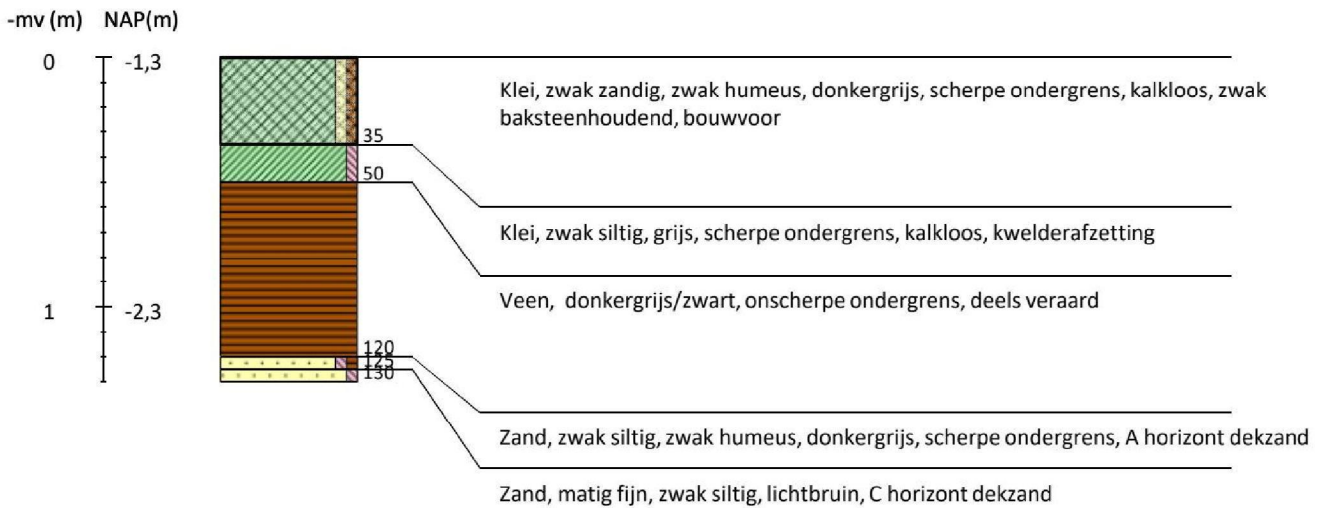 -mv (m) NAP(m)
0 -1,3
Klei, zwak zandig, zwak humeus, donkergrijs, scherpe ondergrens, kalkloos, zwak
baksteenhoudend, bouwvoor
35
50
Klei, zwak siltig, grijs, scherpe ondergrens, kalkloos, kwelderafzetting
Veen, donkergrijs/zwart, onscherpe ondergrens, deels veraard
1 -2,3
120
125
130
Zand, zwak siltig, zwak humeus, donkergrijs, scherpe ondergrens, A horizont dekzand
Zand, matig fijn, zwak siltig, lichtbruin, C horizont dekzand